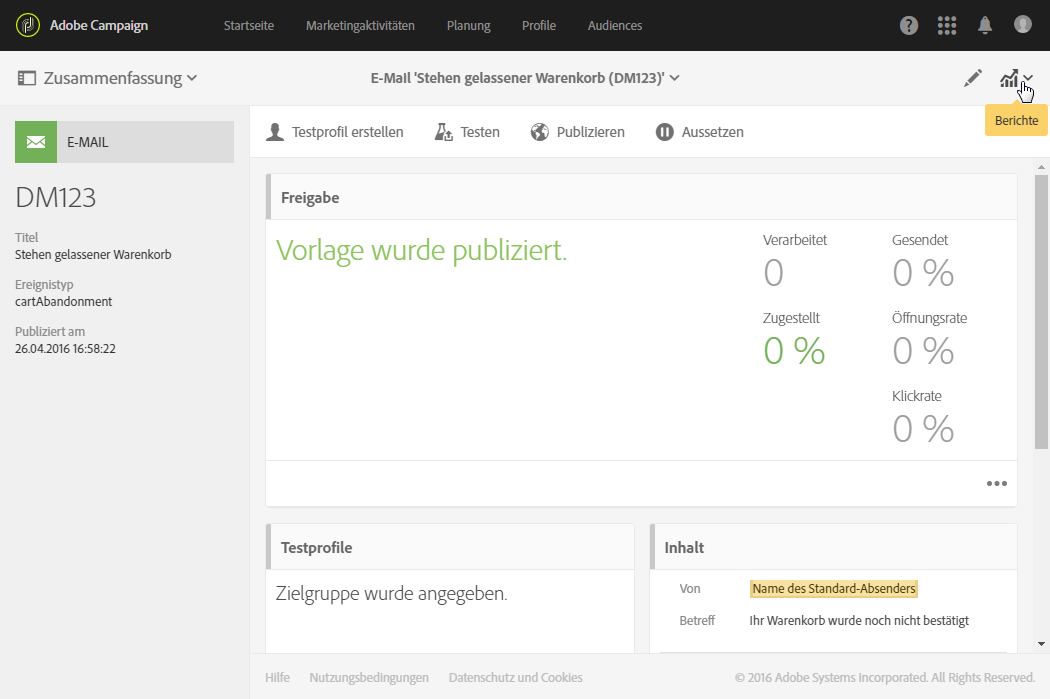 Adobe Campaign
Startseite
Marketingaktivitäten
Planung
Profile
Audiences
Zusammenfassung
E-Mail 'Stehen gelassener Warenkorb (DM123)'
Berichte
E-MAIL
DM123
Titel
Stehen gelassener Warenkorb
Ereignistyp
cartAbandonment
Publiziert am
26.04.2016 16:58:22
Testprofil erstellen
Testen
Publizieren
Aussetzen
Freigabe
Vorlage wurde publiziert.
Verarbeitet
0
Gesendet
0 %
Zugestellt
0 %
Öffnungsrate
0 %
Klickrate
0 %
Testprofile
Zielgruppe wurde angegeben.
Inhalt
Von Name des Standard-Absenders
Betreff Ihr Warenkorb wurde noch nicht bestätigt
Hilfe
Nutzungsbedingungen
Datenschutz und Cookies
© 2016 Adobe Systems Incorporated. All Rights Reserved.